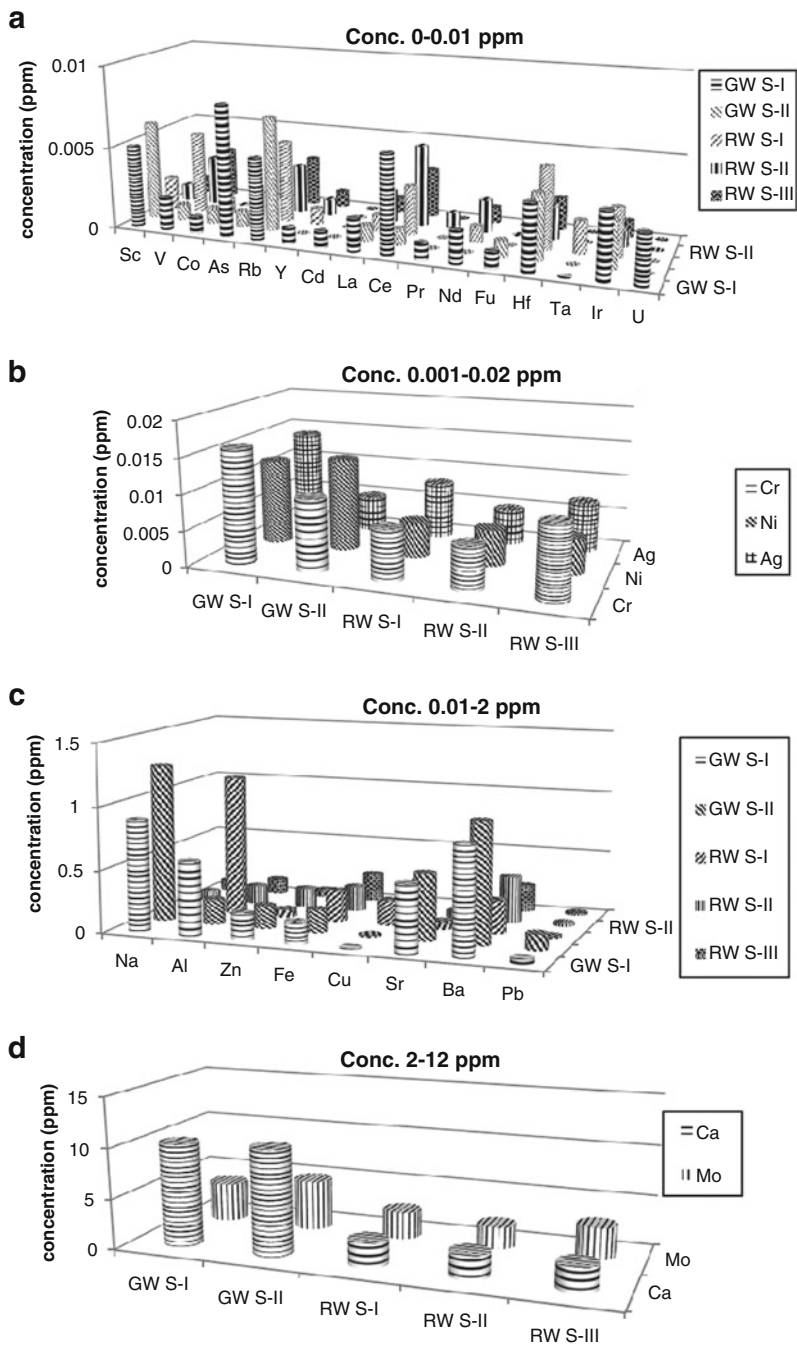 a
Conc. 0-0.01 ppm
concentration (ppm)
0.01
0.005
0
Sc V Co As Rb Y Cd La Ce Pr Nd Fu Hf Ta Ir U
RW S-II
GW S-I
GW S-I
GW S-II
RW S-I
RW S-II
RW S-III
b
Conc. 0.001-0.02 ppm
concentration (ppm)
0.02
0.015
0.01
0.005
0
GW S-I GW S-II RW S-I RW S-II RW S-III
Ag
Ni
Cr
Cr
Ni
Ag
c
Conc. 0.01-2 ppm
concentration (ppm)
1.5
1
0.5
0
Na Al Zn Fe Cu Sr Ba Pb
RW S-II
GW S-I
GW S-I
GW S-II
RW S-I
RW S-II
RW S-III
d
Conc. 2-12 ppm
concentration (ppm)
15
10
5
0
GW S-I GW S-II RW S-I RW S-II RW S-III
Mo
Ca
Ca
Mo